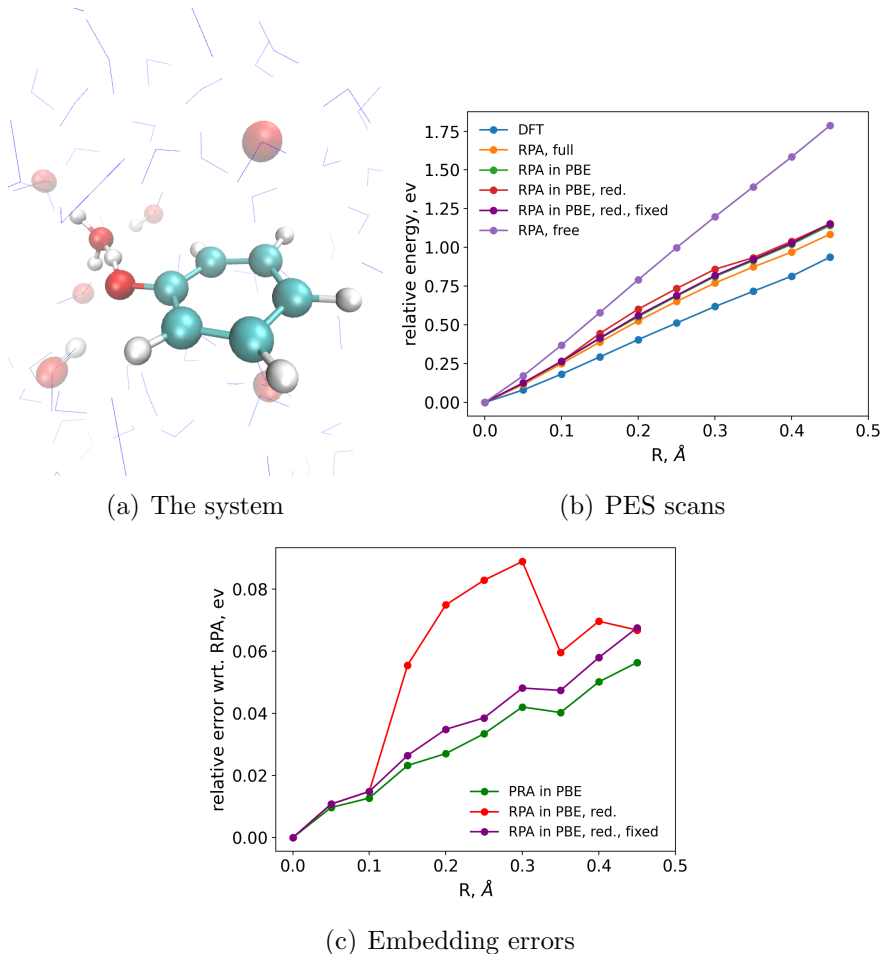 DFT
RPA, full
RPA in PBE
RPA in PBE, red.
RPA in PBE, red., fixed
RPA, free
relative energy, ev
1.75
1.50
1.25
1.00
0.75
0.50
0.25
0.00
0.0 0.1 0.2 0.3 0.4 0.5
R, Å
(a) The system
(b) PES scans
relative error wrt. RPA, ev
0.08
0.06
0.04
0.02
0.00
PRA in PBE
RPA in PBE, red.
RPA in PBE, red., fixed
0.0 0.1 0.2 0.3 0.4 0.5
R, Å
(c) Embedding errors